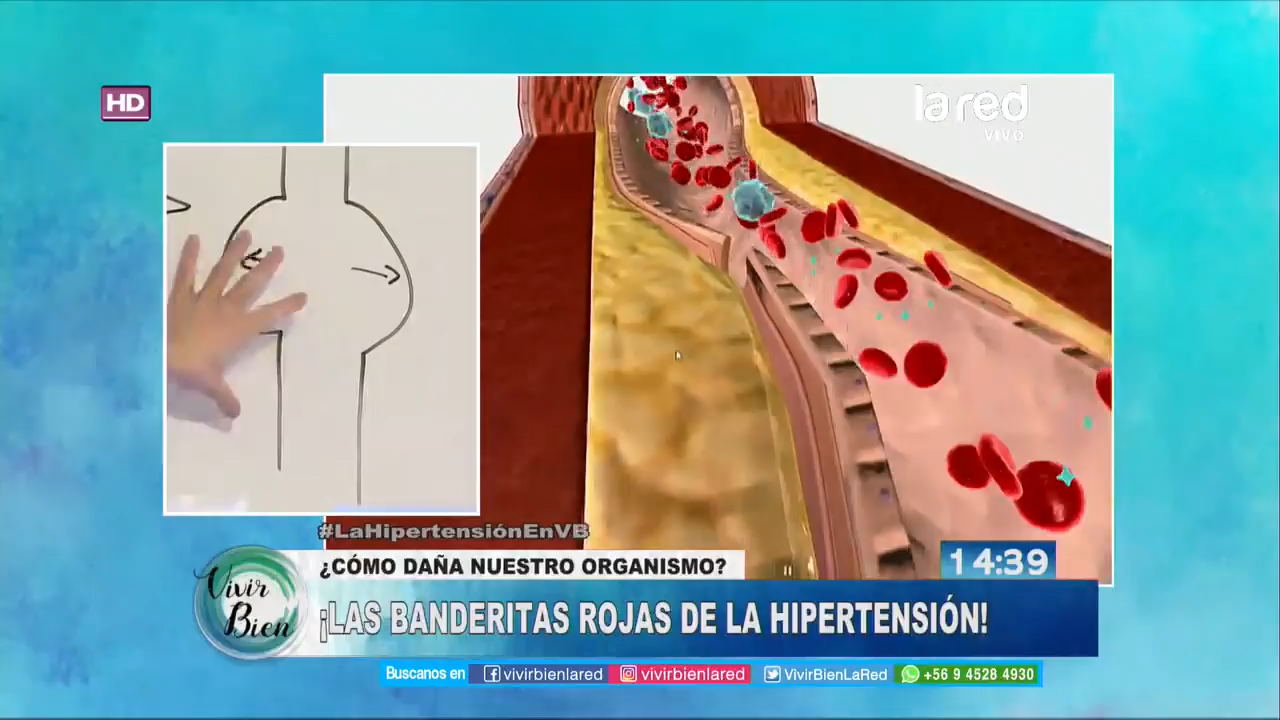 HD
la red
VIVO
#LaHipertensiónEnVB
¿CÓMO DAÑA NUESTRO ORGANISMO?
14:39
Vivir
Bien
¡LAS BANDERITAS ROJAS DE LA HIPERTENSIÓN!
Buscanos en vivirbienlared vivirbienlared VivirBienLaRed +56 9 4528 4930